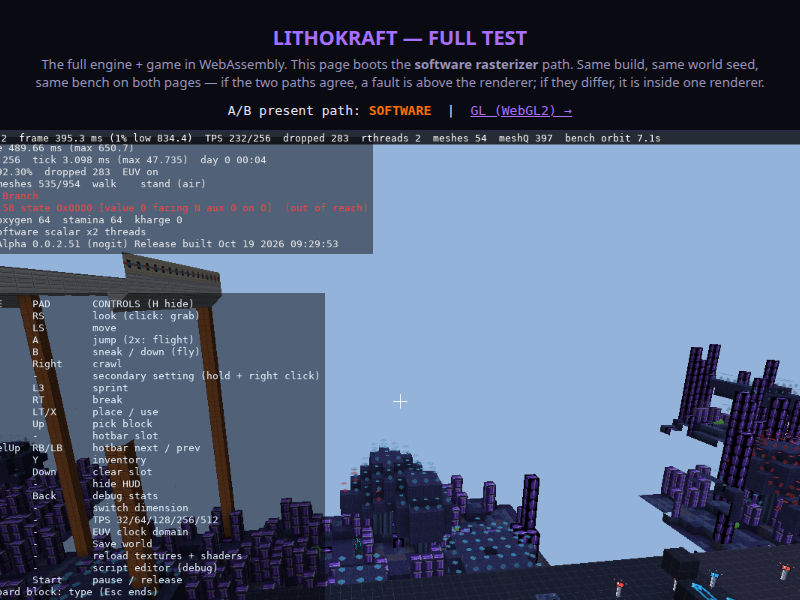 LITHOKRAFT — FULL TEST
The full engine + game in WebAssembly. This page boots the software rasterizer path. Same build, same world seed,
same bench on both pages — if the two paths agree, a fault is above the renderer; if they differ, it is inside one renderer.
A/B present path: SOFTWARE | GL (WebGL2) →
2 frame 395.3 ms (1% low 834.4) TPS 232/256 dropped 283 rthreads 2 meshes 54 meshQ 397 bench orbit 7.1s
489.66 ms (max 650.7)
256 tick 3.098 ms (max 47.735) day 0 00:04
92.30% dropped 283 EUV on
meshes 535/954 walk stand (air)
Branch
58 state 0x0000 (value 0 facing N aux 0 on 0) (out of reach)
oxygen 64 stamina 64 kharge 0
oftware scalar x2 threads
Alpha 0.0.2.51 (nogit) Release built Oct 19 2026 09:29:53
PAD CONTROLS (H hide)
RS look (click: grab)
LS move
A jump (2x: flight)
B sneak / down (fly)
Right crawl
- secondary setting (hold + right click)
L3 sprint
RT break
LT/X place / use
Up pick block
- hotbar slot
elUp RB/LB hotbar next / prev
Y inventory
Down clear slot
- hide HUD
Back debug stats
- switch dimension
- TPS 32/64/128/256/512
- EUV clock domain
- Save world
- reload textures + shaders
- script editor (debug)
Start pause / release
oard block: type (Esc ends)